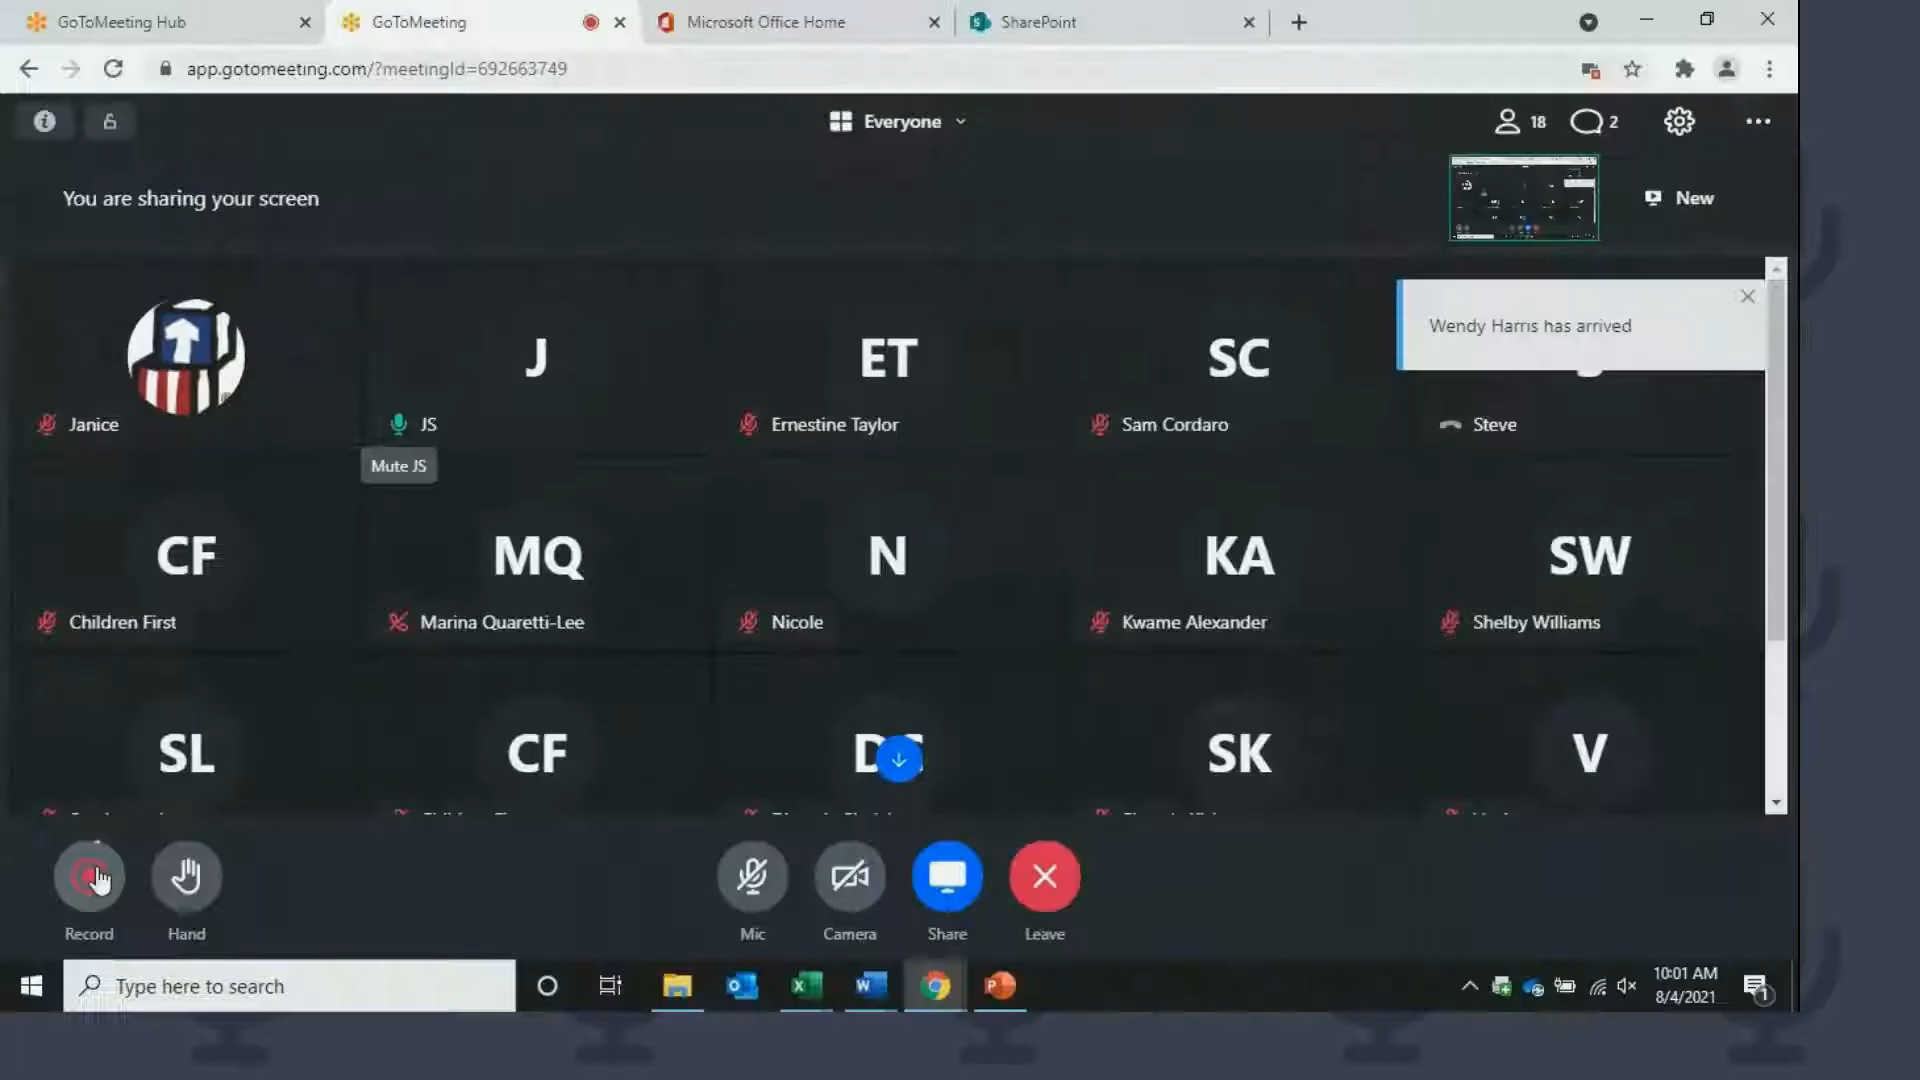 GoToMeeting Hub
GoToMeeting
Microsoft Office Home
SharePoint
app.gotomeeting.com/?meetingId=692663749
Everyone
18
2
You are sharing your screen
New
Wendy Harris has arrived
J
ET
SC
Janice
JS
Ernestine Taylor
Sam Cordaro
Steve
Mute JS
CF
MQ
N
KA
SW
Children First
Marina Quaretti-Lee
Nicole
Kwame Alexander
Shelby Williams
SL
CF
SK
V
Record
Hand
Mic
Camera
Share
Leave
Type here to search
10:01 AM
8/4/2021
1